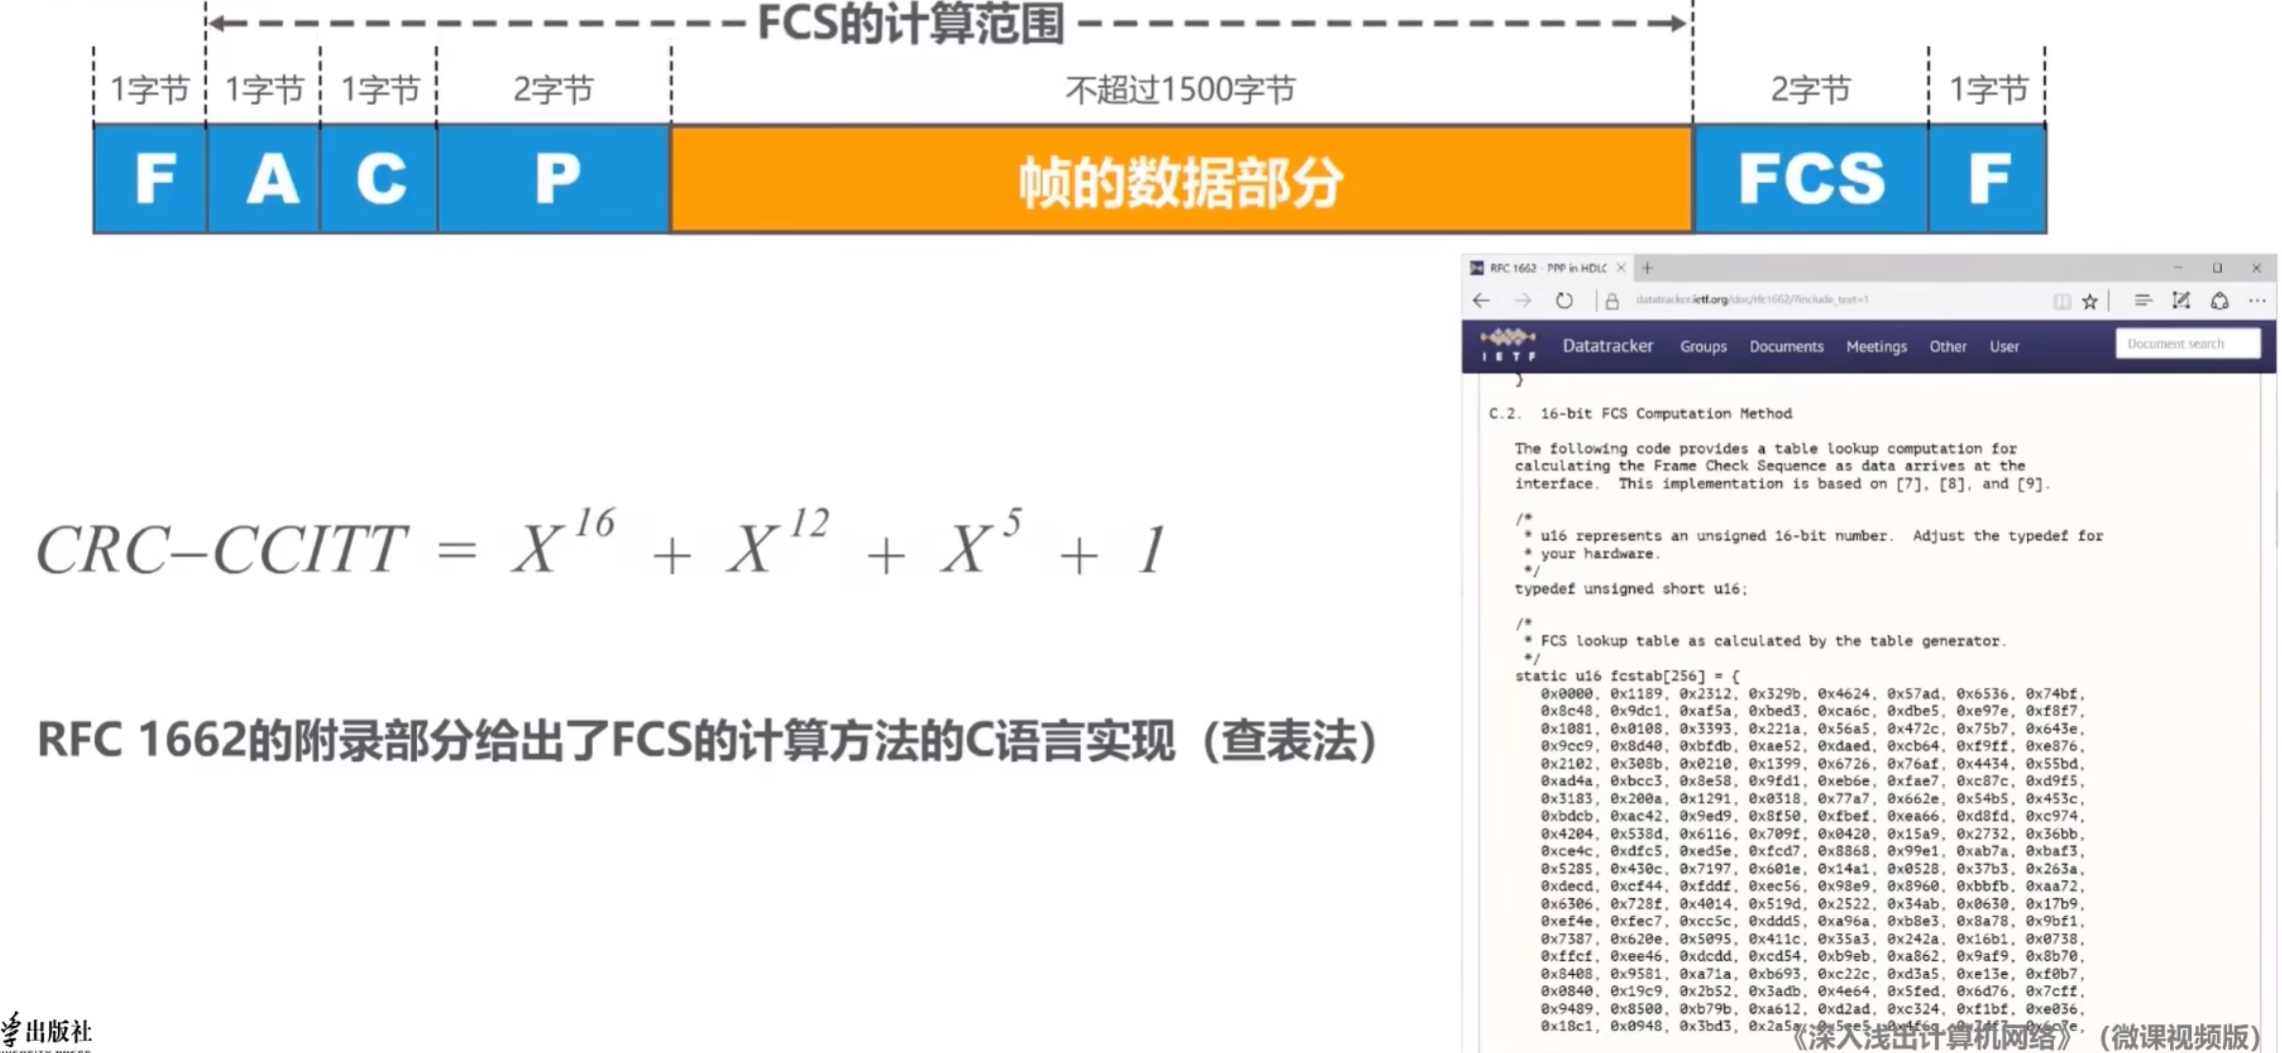 FCS的计算范围
1字节 1字节 1字节 2字节 不超过1500字节 2字节 1字节
F A C P 帧的数据部分 FCS F
CRC–CCITT = X^16 + X^12 + X^5 + 1
RFC 1662的附录部分给出了FCS的计算方法的C语言实现（查表法）
RFC 1662 - PPP in HDLC
datatracker.ietf.org/doc/rfc1662/?include_text=1
IETF Datatracker Groups Documents Meetings Other User Document search
}
C.2. 16-bit FCS Computation Method
The following code provides a table lookup computation for
calculating the Frame Check Sequence as data arrives at the
interface. This implementation is based on [7], [8], and [9].
/*
* u16 represents an unsigned 16-bit number. Adjust the typedef for
* your hardware.
*/
typedef unsigned short u16;
/*
* FCS lookup table as calculated by the table generator.
*/
static u16 fcstab[256] = {
0x0000, 0x1189, 0x2312, 0x329b, 0x4624, 0x57ad, 0x6536, 0x74bf,
0x8c48, 0x9dc1, 0xaf5a, 0xbed3, 0xca6c, 0xdbe5, 0xe97e, 0xf8f7,
0x1081, 0x0108, 0x3393, 0x221a, 0x56a5, 0x472c, 0x75b7, 0x643e,
0x9cc9, 0x8d40, 0xbfdb, 0xae52, 0xdaed, 0xcb64, 0xf9ff, 0xe876,
0x2102, 0x308b, 0x0210, 0x1399, 0x6726, 0x76af, 0x4434, 0x55bd,
0xad4a, 0xbcc3, 0x8e58, 0x9fd1, 0xeb6e, 0xfae7, 0xc87c, 0xd9f5,
0x3183, 0x200a, 0x1291, 0x0318, 0x77a7, 0x662e, 0x54b5, 0x453c,
0xbdcb, 0xac42, 0x9ed9, 0x8f50, 0xfbef, 0xea66, 0xd8fd, 0xc974,
0x4204, 0x538d, 0x6116, 0x709f, 0x0420, 0x15a9, 0x2732, 0x36bb,
0xce4c, 0xdfc5, 0xed5e, 0xfcd7, 0x8868, 0x99e1, 0xab7a, 0xbaf3,
0x5285, 0x430c, 0x7197, 0x601e, 0x14a1, 0x0528, 0x37b3, 0x263a,
0xdecd, 0xcf44, 0xfddf, 0xec56, 0x98e9, 0x8960, 0xbbfb, 0xaa72,
0x6306, 0x728f, 0x4014, 0x519d, 0x2522, 0x34ab, 0x0630, 0x17b9,
0xef4e, 0xfec7, 0xcc5c, 0xddd5, 0xa96a, 0xb8e3, 0x8a78, 0x9bf1,
0x7387, 0x620e, 0x5095, 0x411c, 0x35a3, 0x242a, 0x16b1, 0x0738,
0xffcf, 0xee46, 0xdcdd, 0xcd54, 0xb9eb, 0xa862, 0x9af9, 0x8b70,
0x8408, 0x9581, 0xa71a, 0xb693, 0xc22c, 0xd3a5, 0xe13e, 0xf0b7,
0x0840, 0x19c9, 0x2b52, 0x3adb, 0x4e64, 0x5fed, 0x6d76, 0x7cff,
0x9489, 0x8500, 0xb79b, 0xa612, 0xd2ad, 0xc324, 0xf1bf, 0xe036,
0x18c1, 0x0948, 0x3bd3, 0x2a5a,
《深入浅出计算机网络》（微课视频版）
学出版社